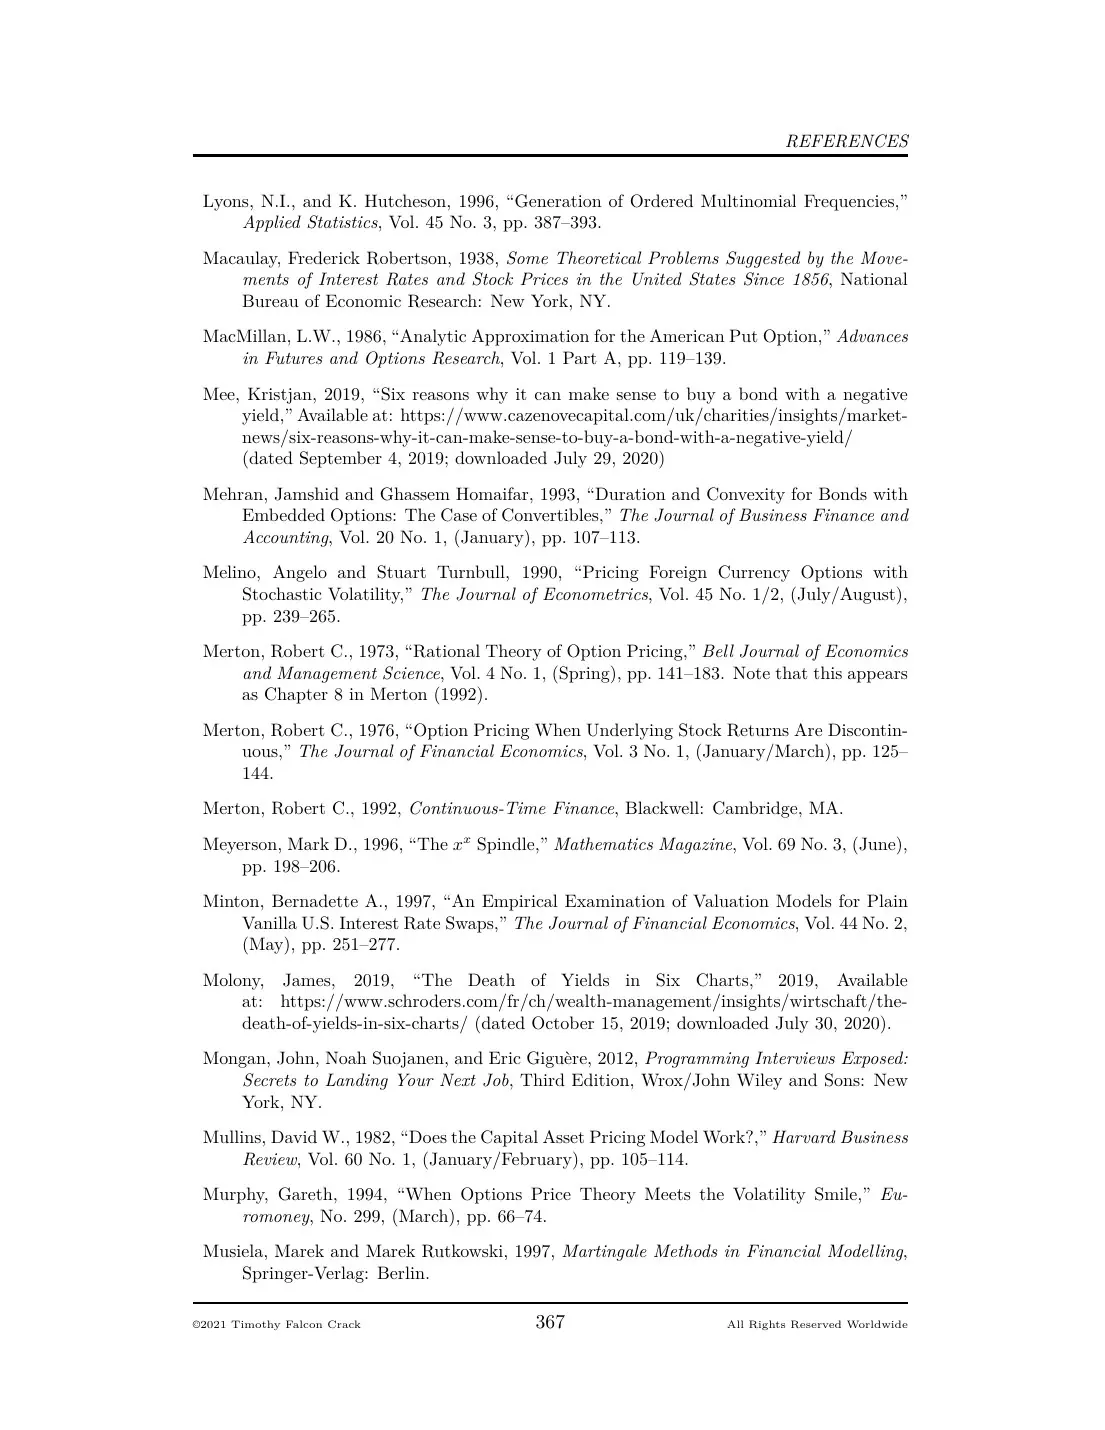 REFERENCES
Lyons, N.I., and K. Hutcheson, 1996, “Generation of Ordered Multinomial Frequencies,”
Applied Statistics, Vol. 45 No. 3, pp. 387–393.
Macaulay, Frederick Robertson, 1938, Some Theoretical Problems Suggested by the Move-
ments of Interest Rates and Stock Prices in the United States Since 1856, National
Bureau of Economic Research: New York, NY.
MacMillan, L.W., 1986, “Analytic Approximation for the American Put Option,” Advances
in Futures and Options Research, Vol. 1 Part A, pp. 119–139.
Mee, Kristjan, 2019, “Six reasons why it can make sense to buy a bond with a negative
yield,” Available at: https://www.cazenovecapital.com/uk/charities/insights/market-
news/six-reasons-why-it-can-make-sense-to-buy-a-bond-with-a-negative-yield/
(dated September 4, 2019; downloaded July 29, 2020)
Mehran, Jamshid and Ghassem Homaifar, 1993, “Duration and Convexity for Bonds with
Embedded Options: The Case of Convertibles,” The Journal of Business Finance and
Accounting, Vol. 20 No. 1, (January), pp. 107–113.
Melino, Angelo and Stuart Turnbull, 1990, “Pricing Foreign Currency Options with
Stochastic Volatility,” The Journal of Econometrics, Vol. 45 No. 1/2, (July/August),
pp. 239–265.
Merton, Robert C., 1973, “Rational Theory of Option Pricing,” Bell Journal of Economics
and Management Science, Vol. 4 No. 1, (Spring), pp. 141–183. Note that this appears
as Chapter 8 in Merton (1992).
Merton, Robert C., 1976, “Option Pricing When Underlying Stock Returns Are Discontin-
uous,” The Journal of Financial Economics, Vol. 3 No. 1, (January/March), pp. 125–
144.
Merton, Robert C., 1992, Continuous-Time Finance, Blackwell: Cambridge, MA.
Meyerson, Mark D., 1996, “The xˣ Spindle,” Mathematics Magazine, Vol. 69 No. 3, (June),
pp. 198–206.
Minton, Bernadette A., 1997, “An Empirical Examination of Valuation Models for Plain
Vanilla U.S. Interest Rate Swaps,” The Journal of Financial Economics, Vol. 44 No. 2,
(May), pp. 251–277.
Molony, James, 2019, “The Death of Yields in Six Charts,” 2019, Available
at: https://www.schroders.com/fr/ch/wealth-management/insights/wirtschaft/the-
death-of-yields-in-six-charts/ (dated October 15, 2019; downloaded July 30, 2020).
Mongan, John, Noah Suojanen, and Eric Giguère, 2012, Programming Interviews Exposed:
Secrets to Landing Your Next Job, Third Edition, Wrox/John Wiley and Sons: New
York, NY.
Mullins, David W., 1982, “Does the Capital Asset Pricing Model Work?,” Harvard Business
Review, Vol. 60 No. 1, (January/February), pp. 105–114.
Murphy, Gareth, 1994, “When Options Price Theory Meets the Volatility Smile,” Eu-
romoney, No. 299, (March), pp. 66–74.
Musiela, Marek and Marek Rutkowski, 1997, Martingale Methods in Financial Modelling,
Springer-Verlag: Berlin.
©2021 Timothy Falcon Crack 367 All Rights Reserved Worldwide